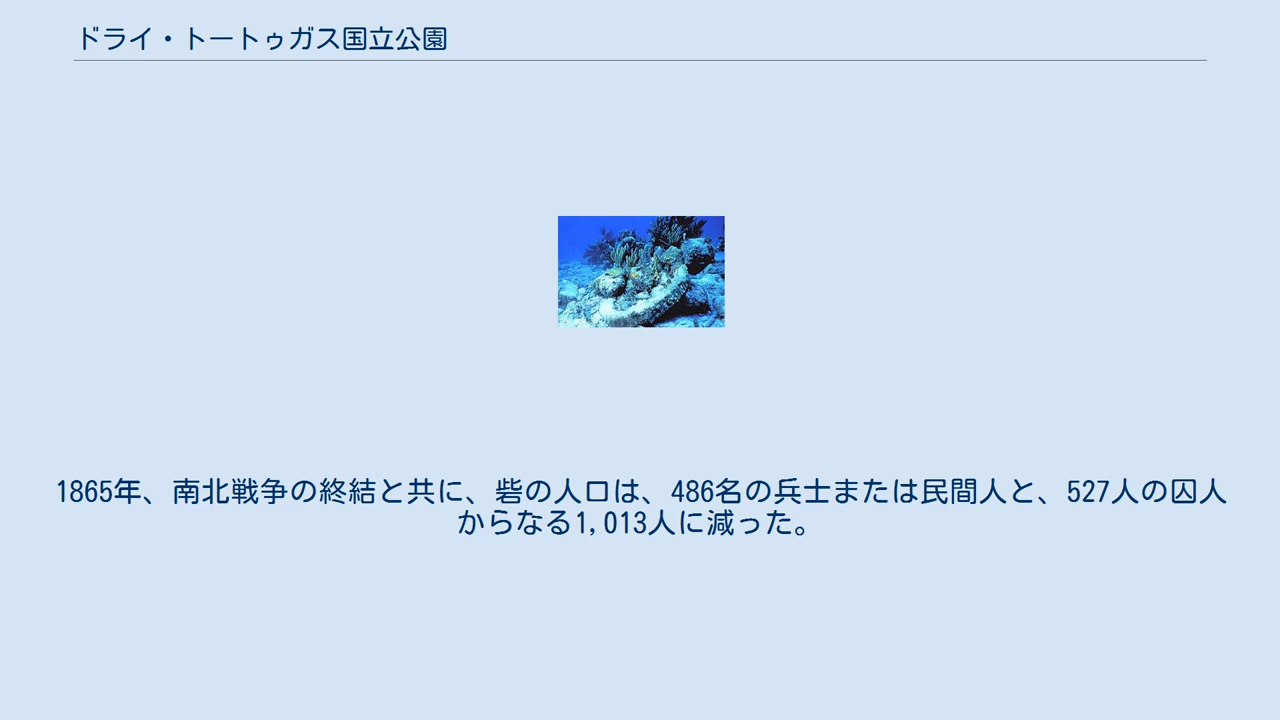 ドライ・トートゥガス国立公園
1865年、南北戦争の終結と共に、砦の人口は、486名の兵士または民間人と、527人の囚人
からなる1,013人に減った。